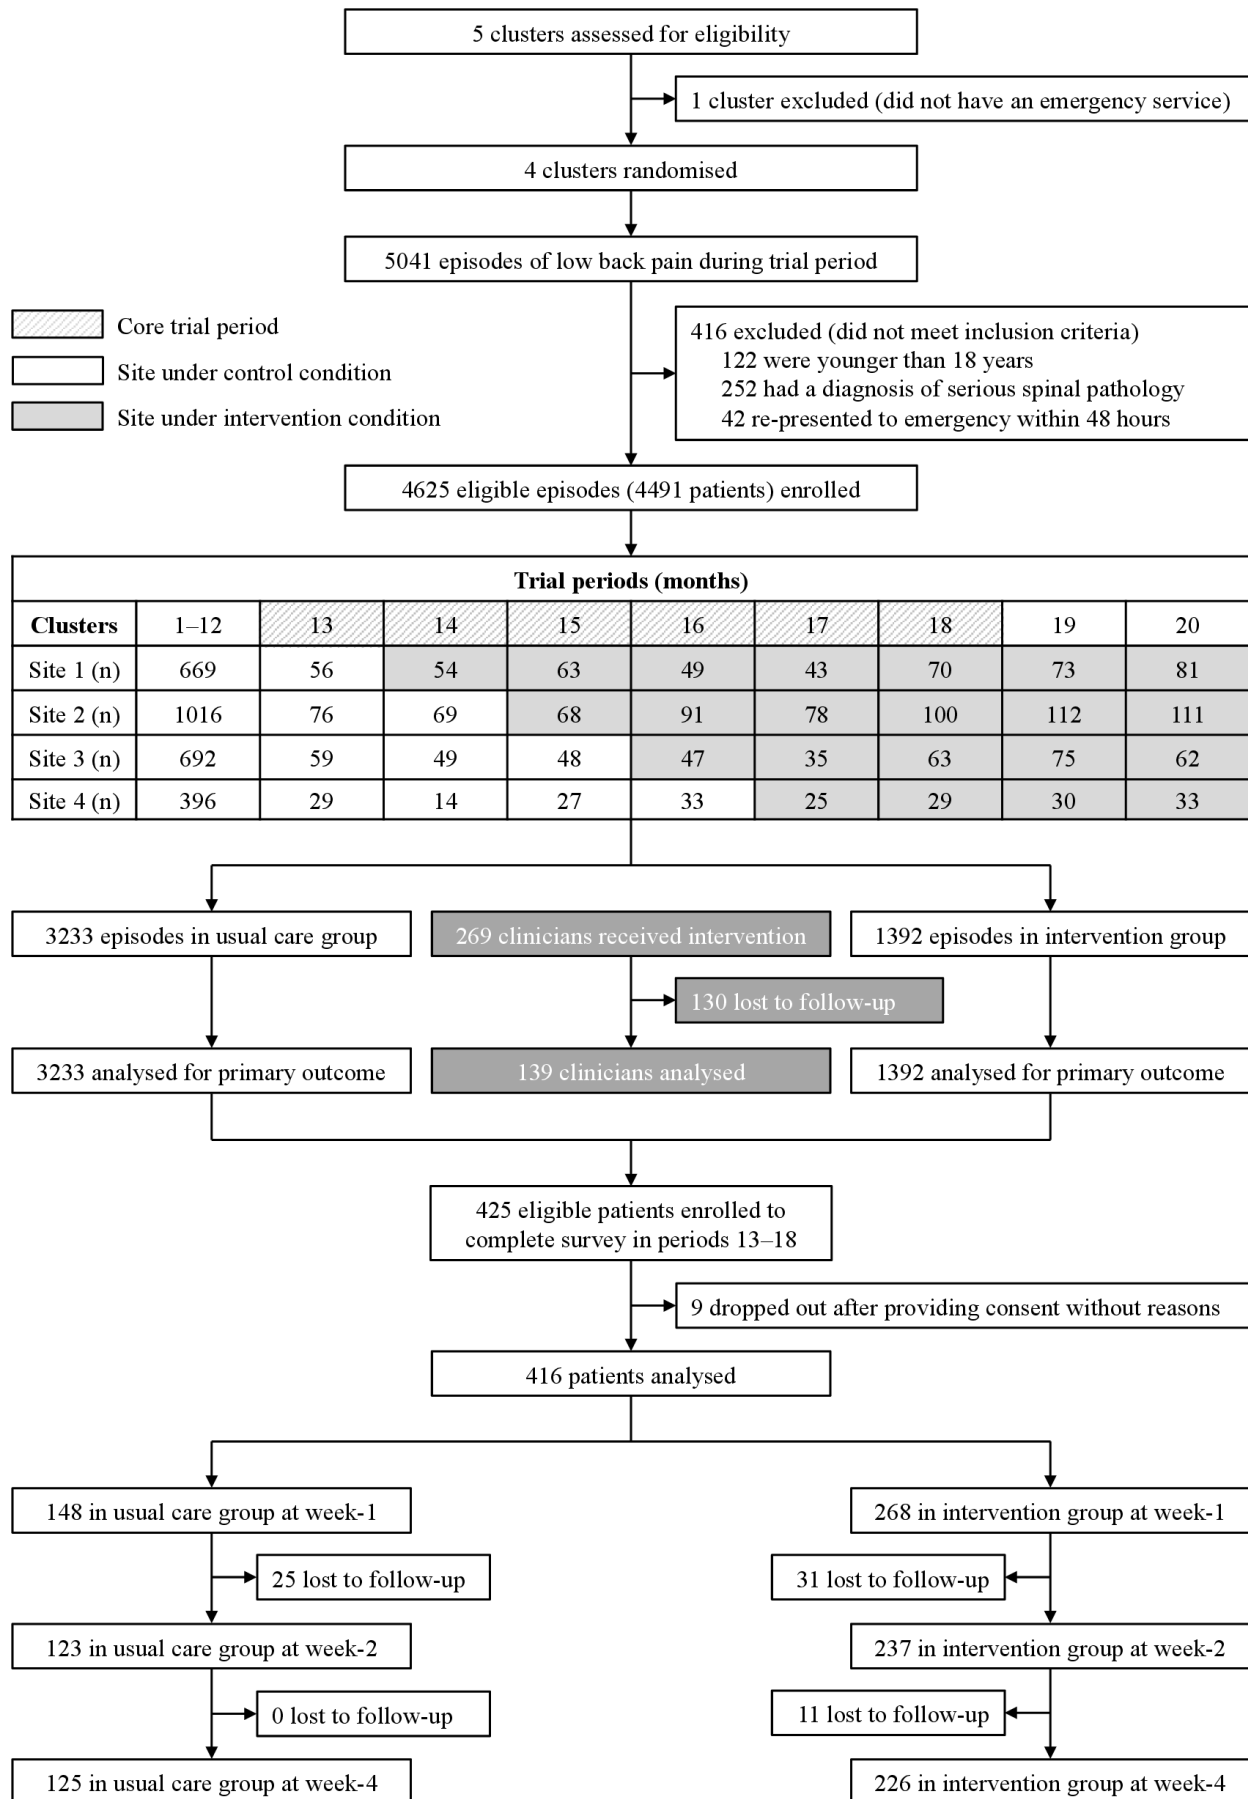 5 clusters assessed for eligibility
1 cluster excluded (did not have an emergency service)
4 clusters randomised
5041 episodes of low back pain during trial period
Core trial period
Site under control condition
Site under intervention condition
416 excluded (did not meet inclusion criteria)
122 were younger than 18 years
252 had a diagnosis of serious spinal pathology
42 re-presented to emergency within 48 hours
4625 eligible episodes (4491 patients) enrolled
Trial periods (months)
Clusters 1–12 13 14 15 16 17 18 19 20
Site 1 (n) 669 56 54 63 49 43 70 73 81
Site 2 (n) 1016 76 69 68 91 78 100 112 111
Site 3 (n) 692 59 49 48 47 35 63 75 62
Site 4 (n) 396 29 14 27 33 25 29 30 33
3233 episodes in usual care group
269 clinicians received intervention
1392 episodes in intervention group
130 lost to follow-up
3233 analysed for primary outcome
139 clinicians analysed
1392 analysed for primary outcome
425 eligible patients enrolled to
complete survey in periods 13–18
9 dropped out after providing consent without reasons
416 patients analysed
148 in usual care group at week-1
268 in intervention group at week-1
25 lost to follow-up
31 lost to follow-up
123 in usual care group at week-2
237 in intervention group at week-2
0 lost to follow-up
11 lost to follow-up
125 in usual care group at week-4
226 in intervention group at week-4